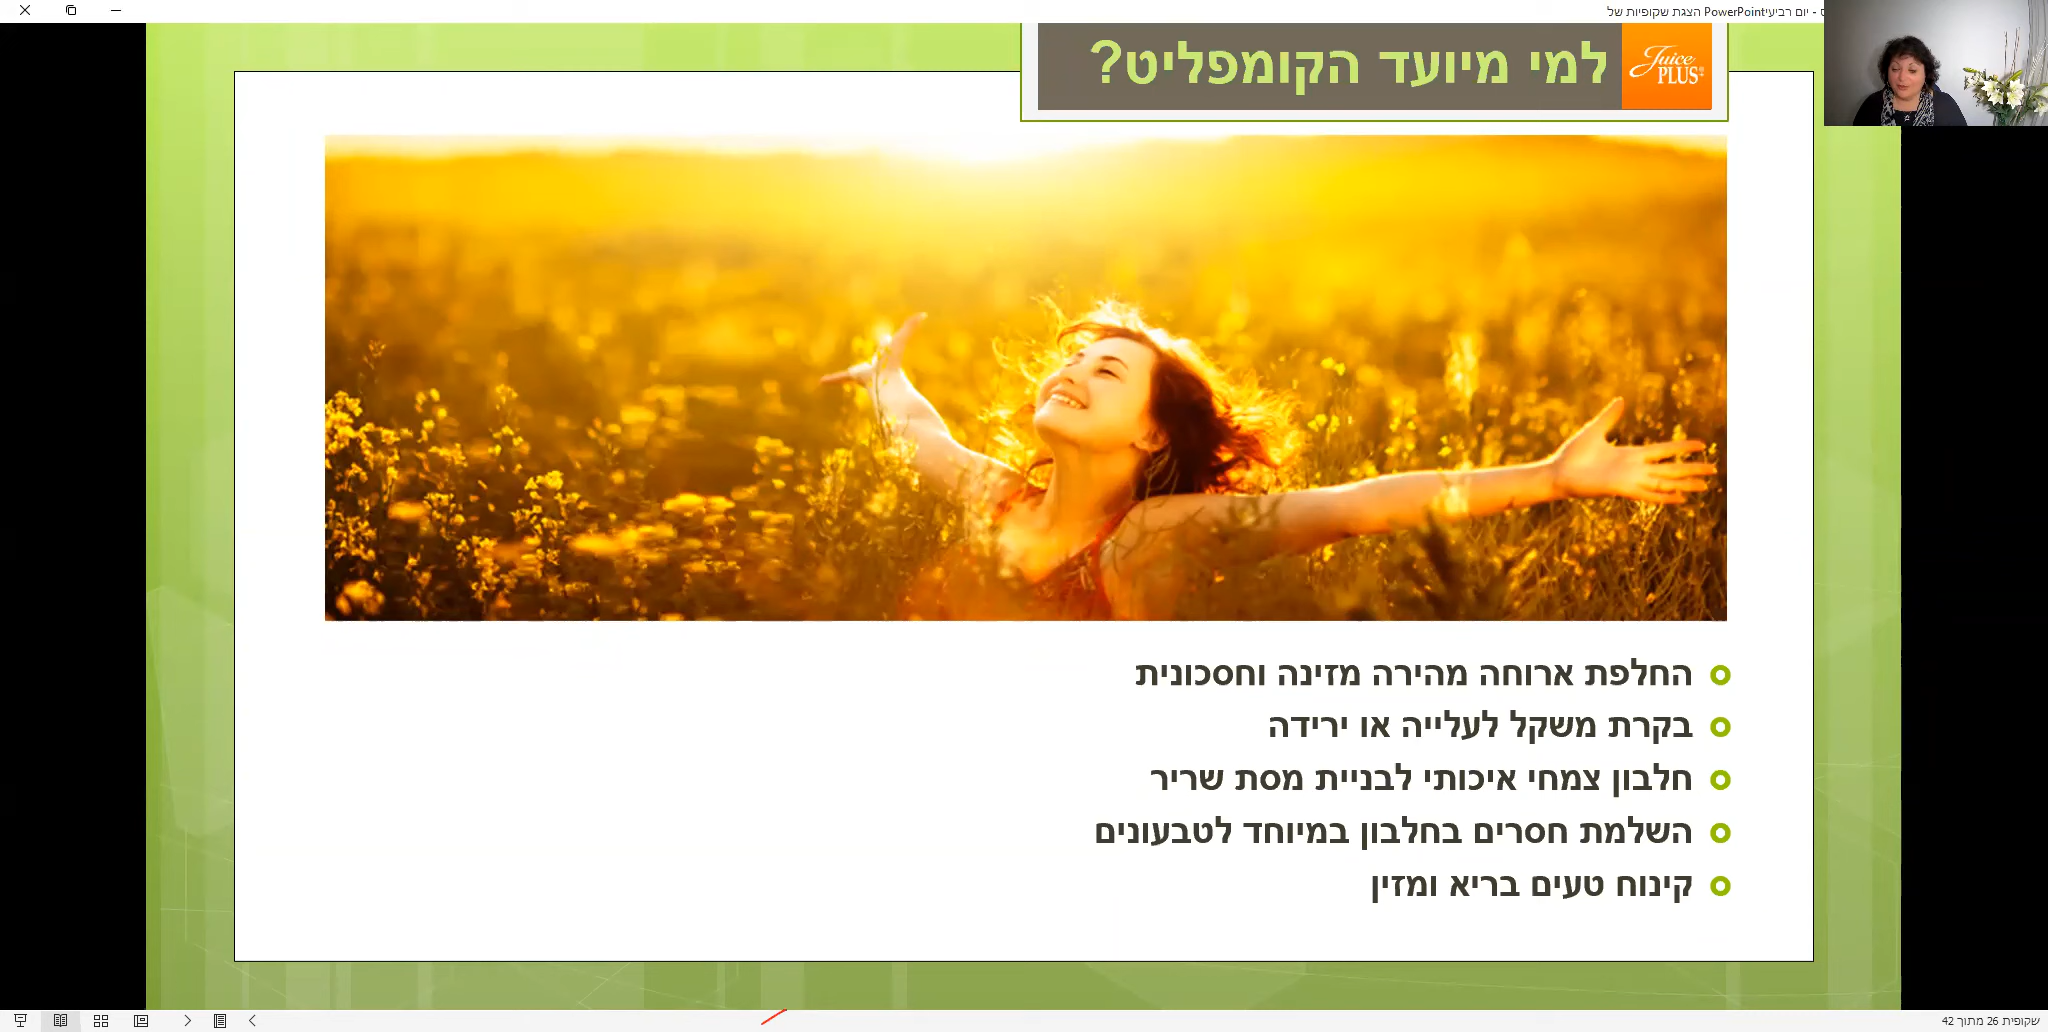 הצגת שקופיות של PowerPoint - יום רביעי
למי מיועד הקומפליט?
Juice
PLUS+®
החלפת ארוחה מהירה מזינה וחסכונית
בקרת משקל לעלייה או ירידה
חלבון צמחי איכותי לבניית מסת שריר
השלמת חסרים בחלבון במיוחד לטבעונים
קינוח טעים בריא ומזין
שקופית 26 מתוך 42